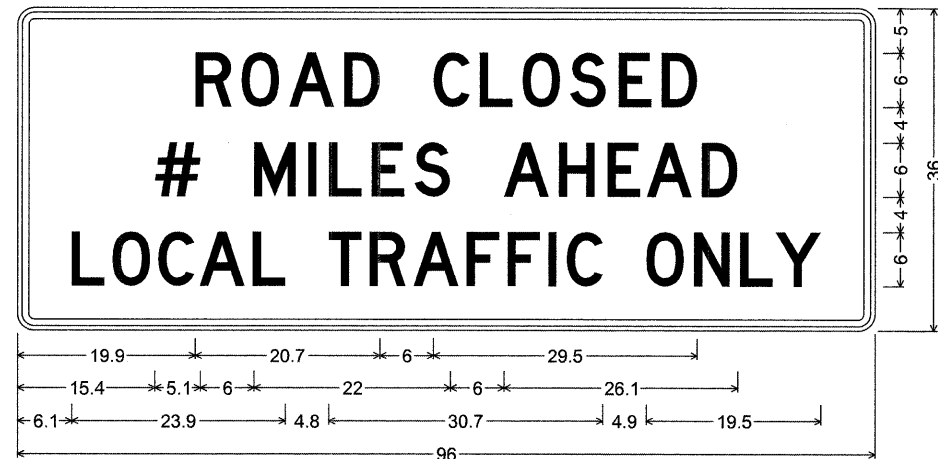 ROAD CLOSED
# MILES AHEAD
LOCAL TRAFFIC ONLY
5
6
4
6
4
6
36
19.9 20.7 6 29.5
15.4 5.1 6 22 6 26.1
6.1 23.9 4.8 30.7 4.9 19.5
96